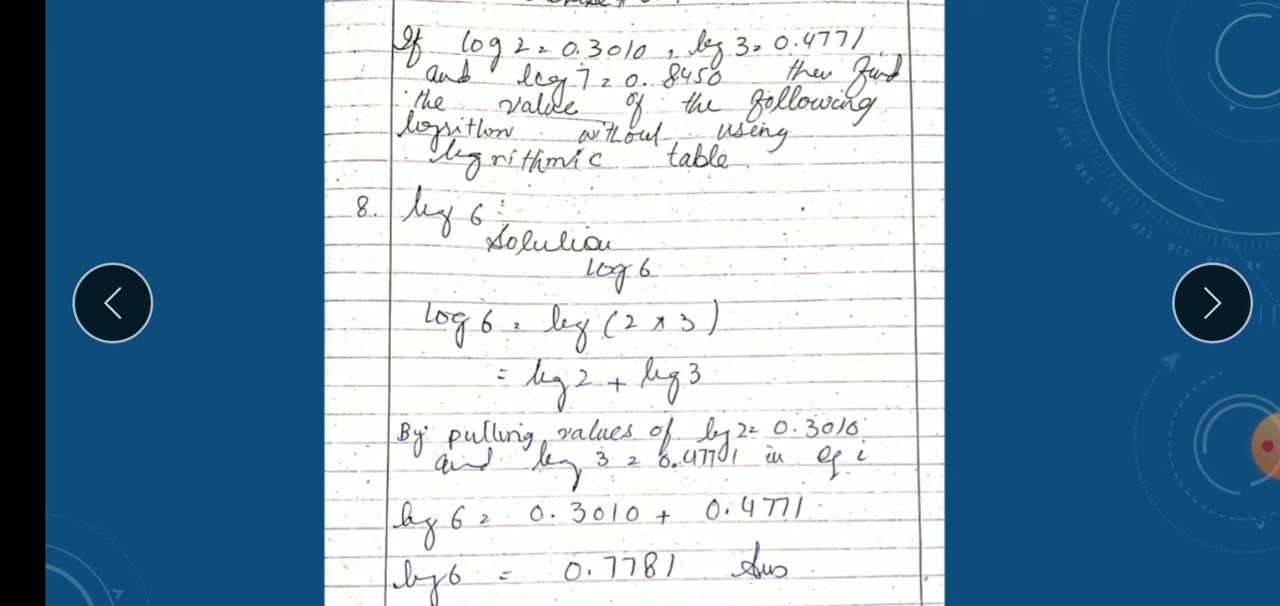 If log 2 = 0.3010, log 3 = 0.4771
and log 7 = 0.8450 then find
the value of the following
logrithm without using
logrithmic table
8. log 6
Solution
log 6
log 6 = log (2 × 3)
= log 2 + log 3
By putting values of log 2 = 0.3010
and log 3 = 0.4771 in eq i
log 6 = 0.3010 + 0.4771
log 6 = 0.7781 Ans